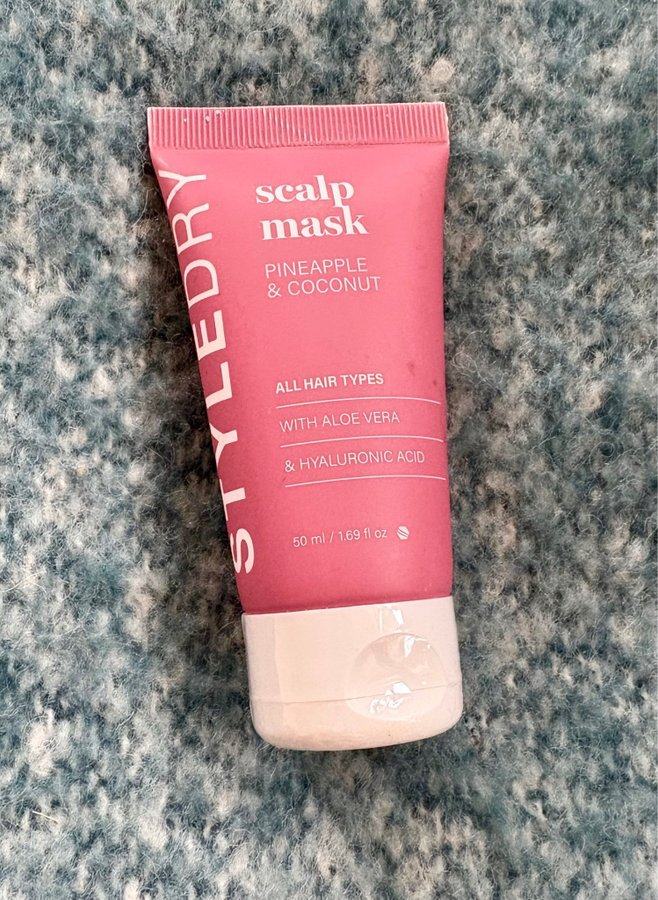 STYLEDRY
scalp
mask
PINEAPPLE
& COCONUT
ALL HAIR TYPES
WITH ALOE VERA
& HYALURONIC ACID
50 ml / 1.69 fl oz